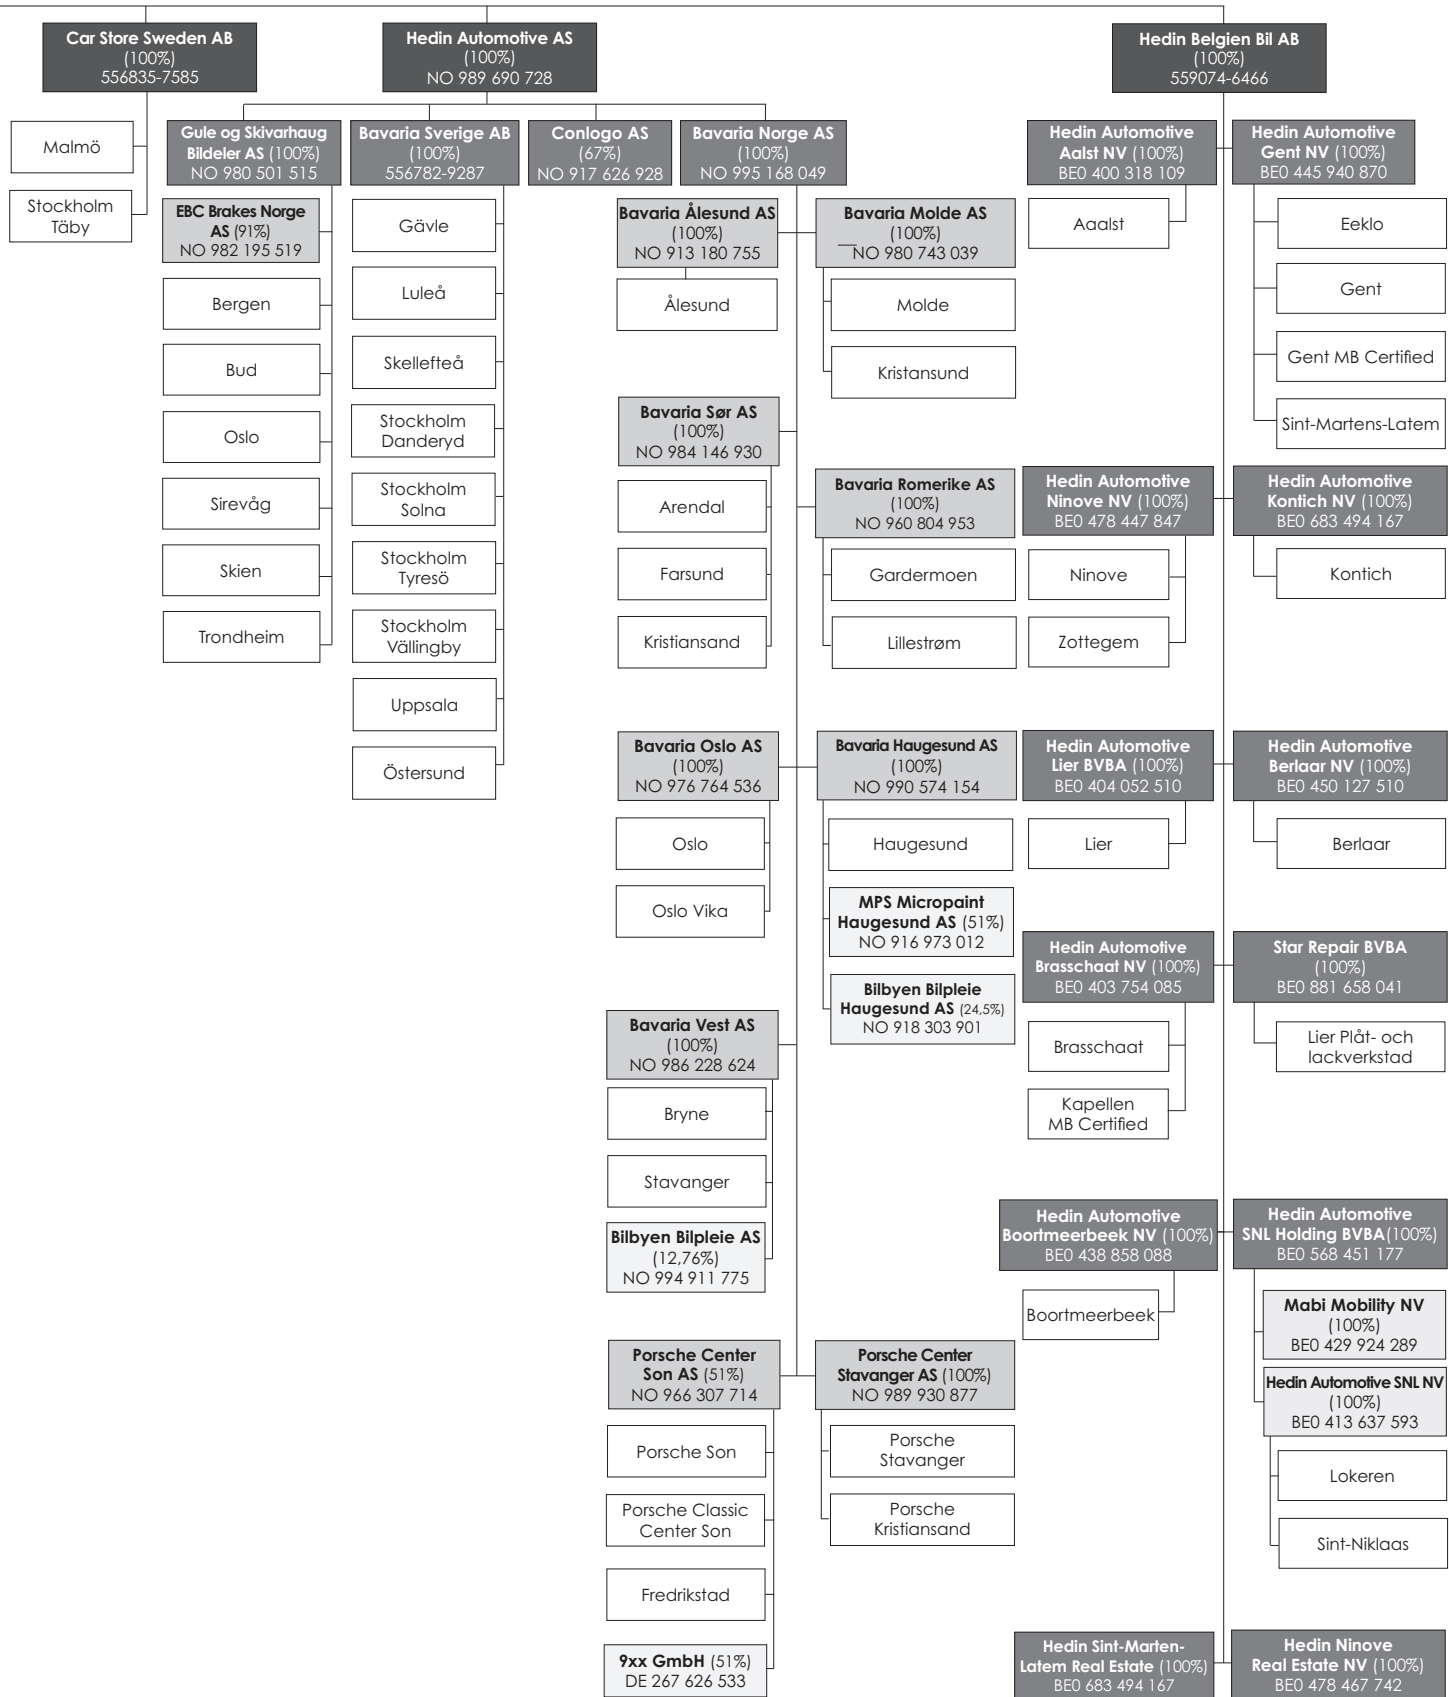 Car Store Sweden AB
(100%)
556835-7585
Malmö
Stockholm
Täby
Hedin Automotive AS
(100%)
NO 989 690 728
Gule og Skivarhaug
Bildeler AS (100%)
NO 980 501 515
EBC Brakes Norge
AS (91%)
NO 982 195 519
Bergen
Bud
Oslo
Sirevåg
Skien
Trondheim
Bavaria Sverige AB
(100%)
556782-9287
Gävle
Luleå
Skellefteå
Stockholm
Danderyd
Stockholm
Solna
Stockholm
Tyresö
Stockholm
Vällingby
Uppsala
Östersund
Conlogo AS
(67%)
NO 917 626 928
Bavaria Norge AS
(100%)
NO 995 168 049
Bavaria Ålesund AS
(100%)
NO 913 180 755
Ålesund
Bavaria Molde AS
(100%)
NO 980 743 039
Molde
Kristansund
Bavaria Sør AS
(100%)
NO 984 146 930
Arendal
Farsund
Kristiansand
Bavaria Romerike AS
(100%)
NO 960 804 953
Gardermoen
Lillestrøm
Bavaria Oslo AS
(100%)
NO 976 764 536
Oslo
Oslo Vika
Bavaria Haugesund AS
(100%)
NO 990 574 154
Haugesund
MPS Micropaint
Haugesund AS (51%)
NO 916 973 012
Bilbyen Bilpleie
Haugesund AS (24,5%)
NO 918 303 901
Bavaria Vest AS
(100%)
NO 986 228 624
Bryne
Stavanger
Bilbyen Bilpleie AS
(12,76%)
NO 994 911 775
Porsche Center
Son AS (51%)
NO 966 307 714
Porsche Son
Porsche Classic
Center Son
Fredrikstad
9xx GmbH (51%)
DE 267 626 533
Porsche Center
Stavanger AS (100%)
NO 989 930 877
Porsche
Stavanger
Porsche
Kristiansand
Hedin Belgien Bil AB
(100%)
559074-6466
Hedin Automotive
Aalst NV (100%)
BE0 400 318 109
Aaalst
Hedin Automotive
Gent NV (100%)
BE0 445 940 870
Eeklo
Gent
Gent MB Certified
Sint-Martens-Latem
Hedin Automotive
Ninove NV (100%)
BE0 478 447 847
Ninove
Zottegem
Hedin Automotive
Kontich NV (100%)
BE0 683 494 167
Kontich
Hedin Automotive
Lier BVBA (100%)
BE0 404 052 510
Lier
Hedin Automotive
Berlaar NV (100%)
BE0 450 127 510
Berlaar
Hedin Automotive
Brasschaat NV (100%)
BE0 403 754 085
Brasschaat
Kapellen
MB Certified
Star Repair BVBA
(100%)
BE0 881 658 041
Lier Plåt- och
lackverkstad
Hedin Automotive
Boortmeerbeek NV (100%)
BE0 438 858 088
Boortmeerbeek
Hedin Automotive
SNL Holding BVBA(100%)
BE0 568 451 177
Mabi Mobility NV
(100%)
BE0 429 924 289
Hedin Automotive SNL NV
(100%)
BE0 413 637 593
Lokeren
Sint-Niklaas
Hedin Sint-Marten-
Latem Real Estate (100%)
BE0 683 494 167
Hedin Ninove
Real Estate NV (100%)
BE0 478 467 742